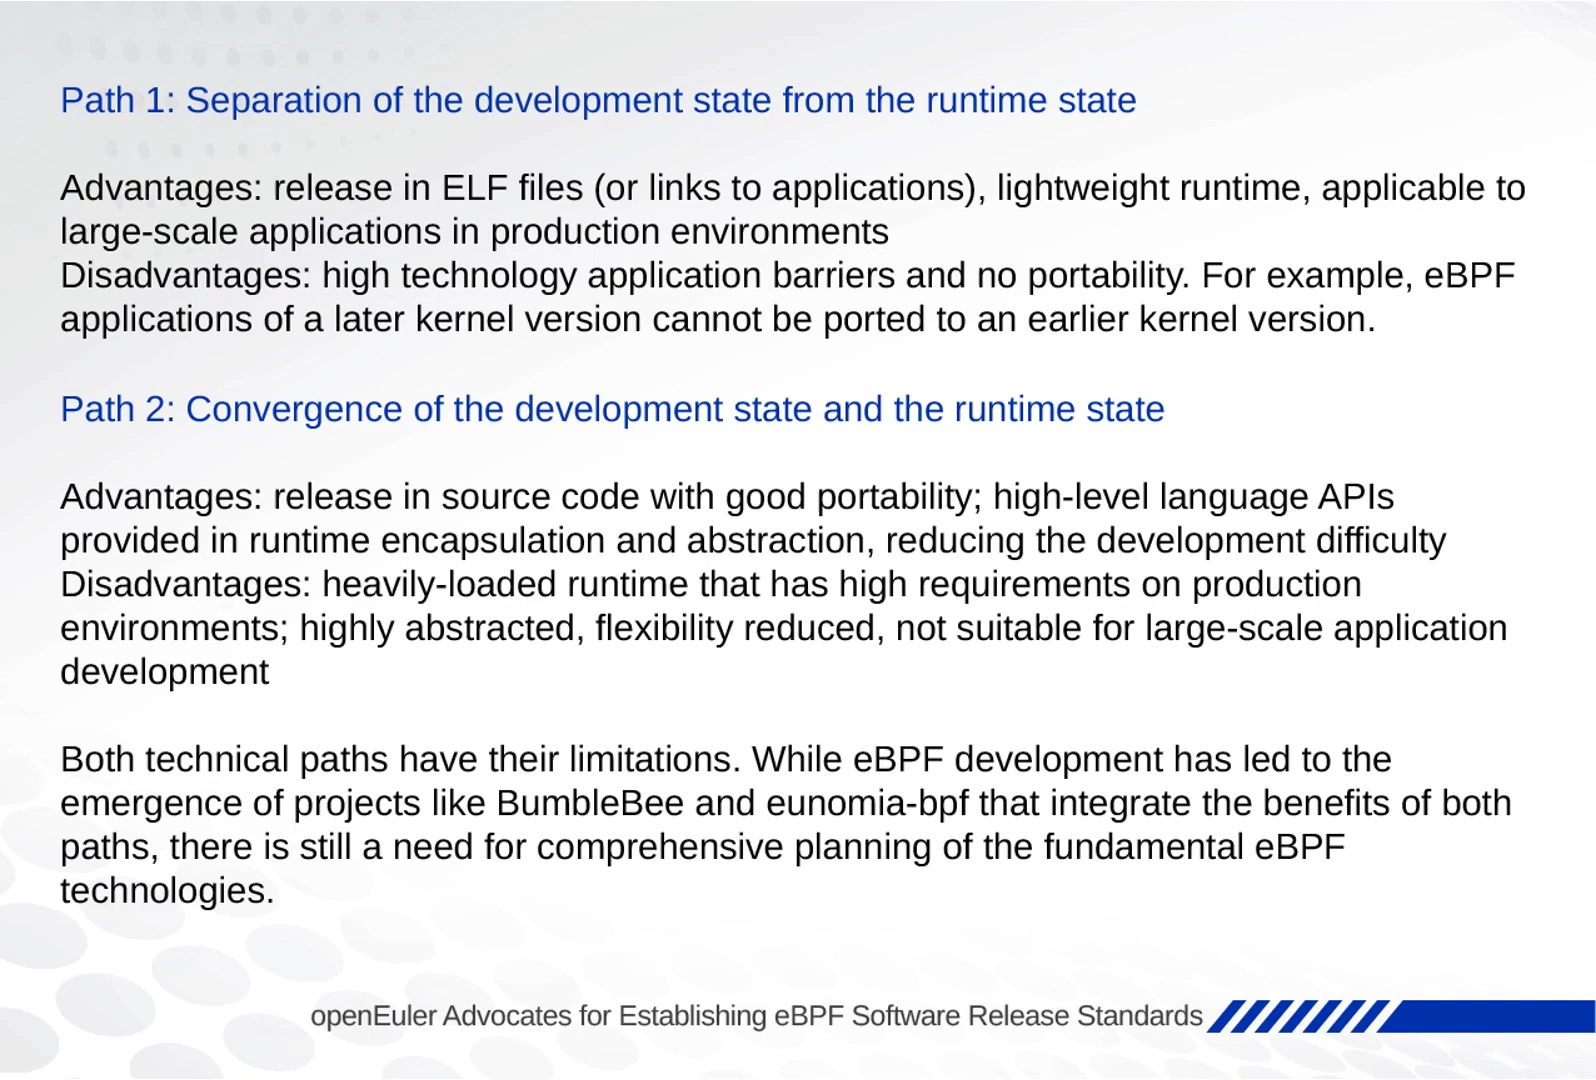 Path 1: Separation of the development state from the runtime state
Advantages: release in ELF files (or links to applications), lightweight runtime, applicable to
large-scale applications in production environments
Disadvantages: high technology application barriers and no portability. For example, eBPF
applications of a later kernel version cannot be ported to an earlier kernel version.
Path 2: Convergence of the development state and the runtime state
Advantages: release in source code with good portability; high-level language APIs
provided in runtime encapsulation and abstraction, reducing the development difficulty
Disadvantages: heavily-loaded runtime that has high requirements on production
environments; highly abstracted, flexibility reduced, not suitable for large-scale application
development
Both technical paths have their limitations. While eBPF development has led to the
emergence of projects like BumbleBee and eunomia-bpf that integrate the benefits of both
paths, there is still a need for comprehensive planning of the fundamental eBPF
technologies.
openEuler Advocates for Establishing eBPF Software Release Standards